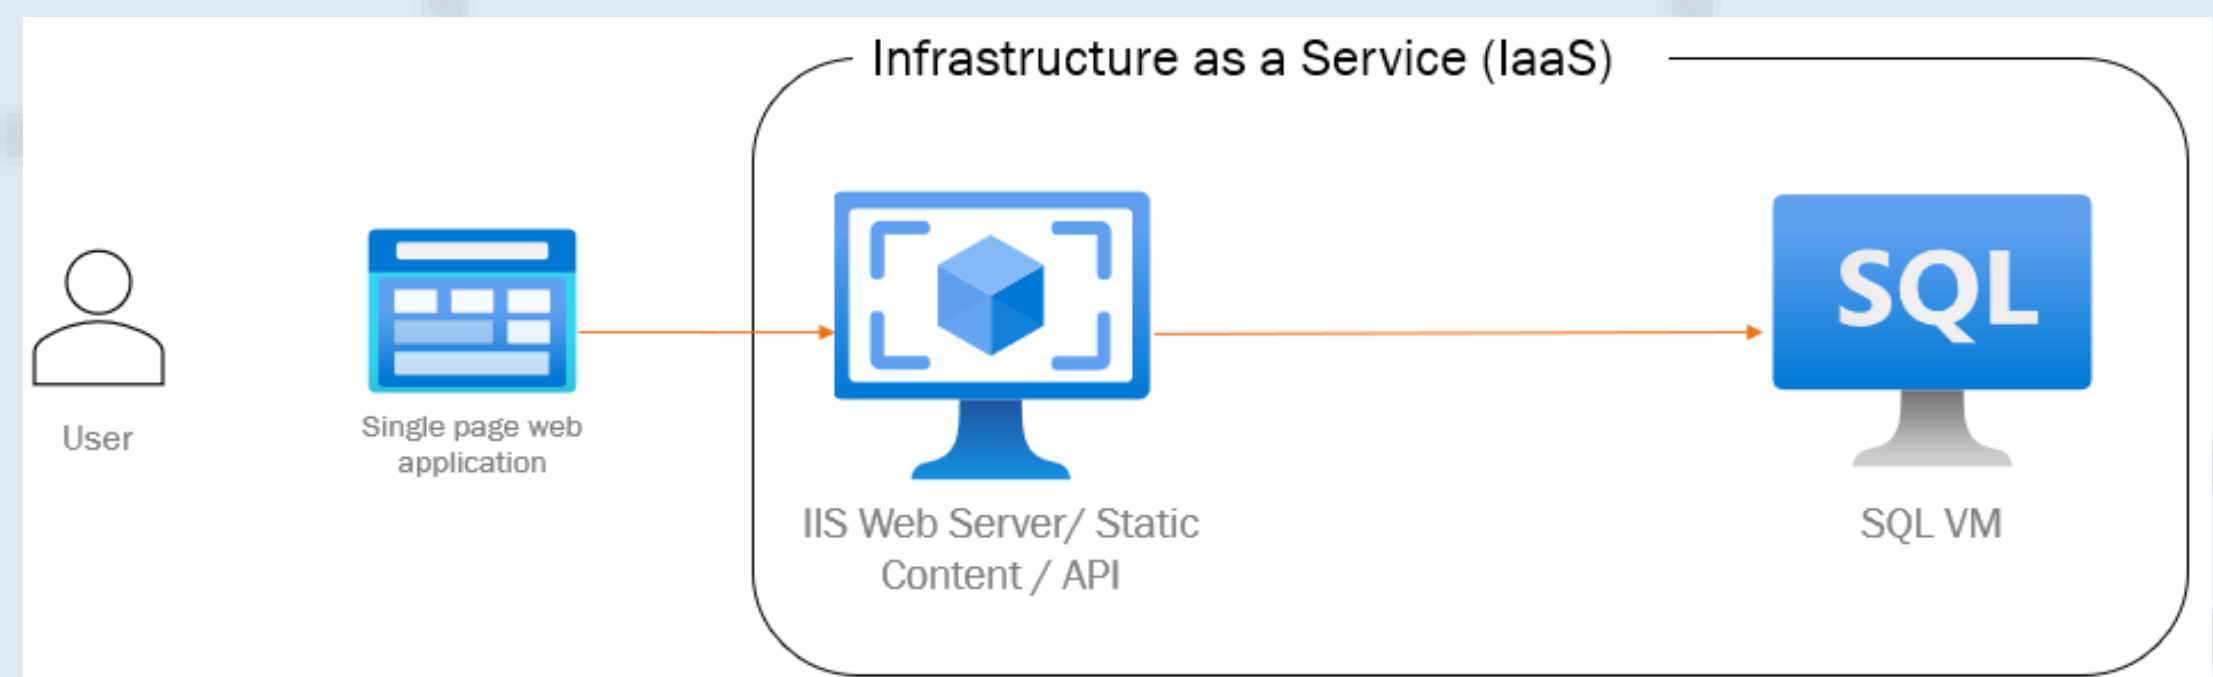 Infrastructure as a Service (IaaS)
SQL
User
Single page web
application
IIS Web Server/ Static
Content / API
SQL VM